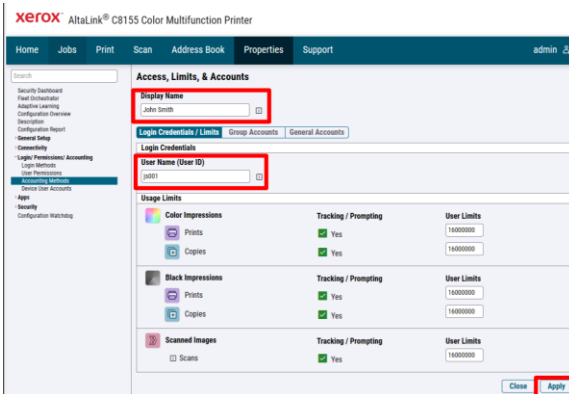 xerox™ AltaLink® C8155 Color Multifunction Printer
Home Jobs Print Scan Address Book Properties Support admin
Search
Security Dashboard
Fleet Orchestrator
Adaptive Learning
Configuration Overview
Description
Configuration Report
General Setup
Connectivity
Login/ Permissions/ Accounting
Login Methods
User Permissions
Accounting Methods
Device User Accounts
Apps
Security
Configuration Watchdog
Access, Limits, & Accounts
Display Name
John Smith
Login Credentials / Limits Group Accounts General Accounts
Login Credentials
User Name (User ID)
js001
Usage Limits
Color Impressions Tracking / Prompting User Limits
Prints Yes 16000000
Copies Yes 16000000
Black Impressions Tracking / Prompting User Limits
Prints Yes 16000000
Copies Yes 16000000
Scanned Images Tracking / Prompting User Limits
Scans Yes 16000000
Close Apply